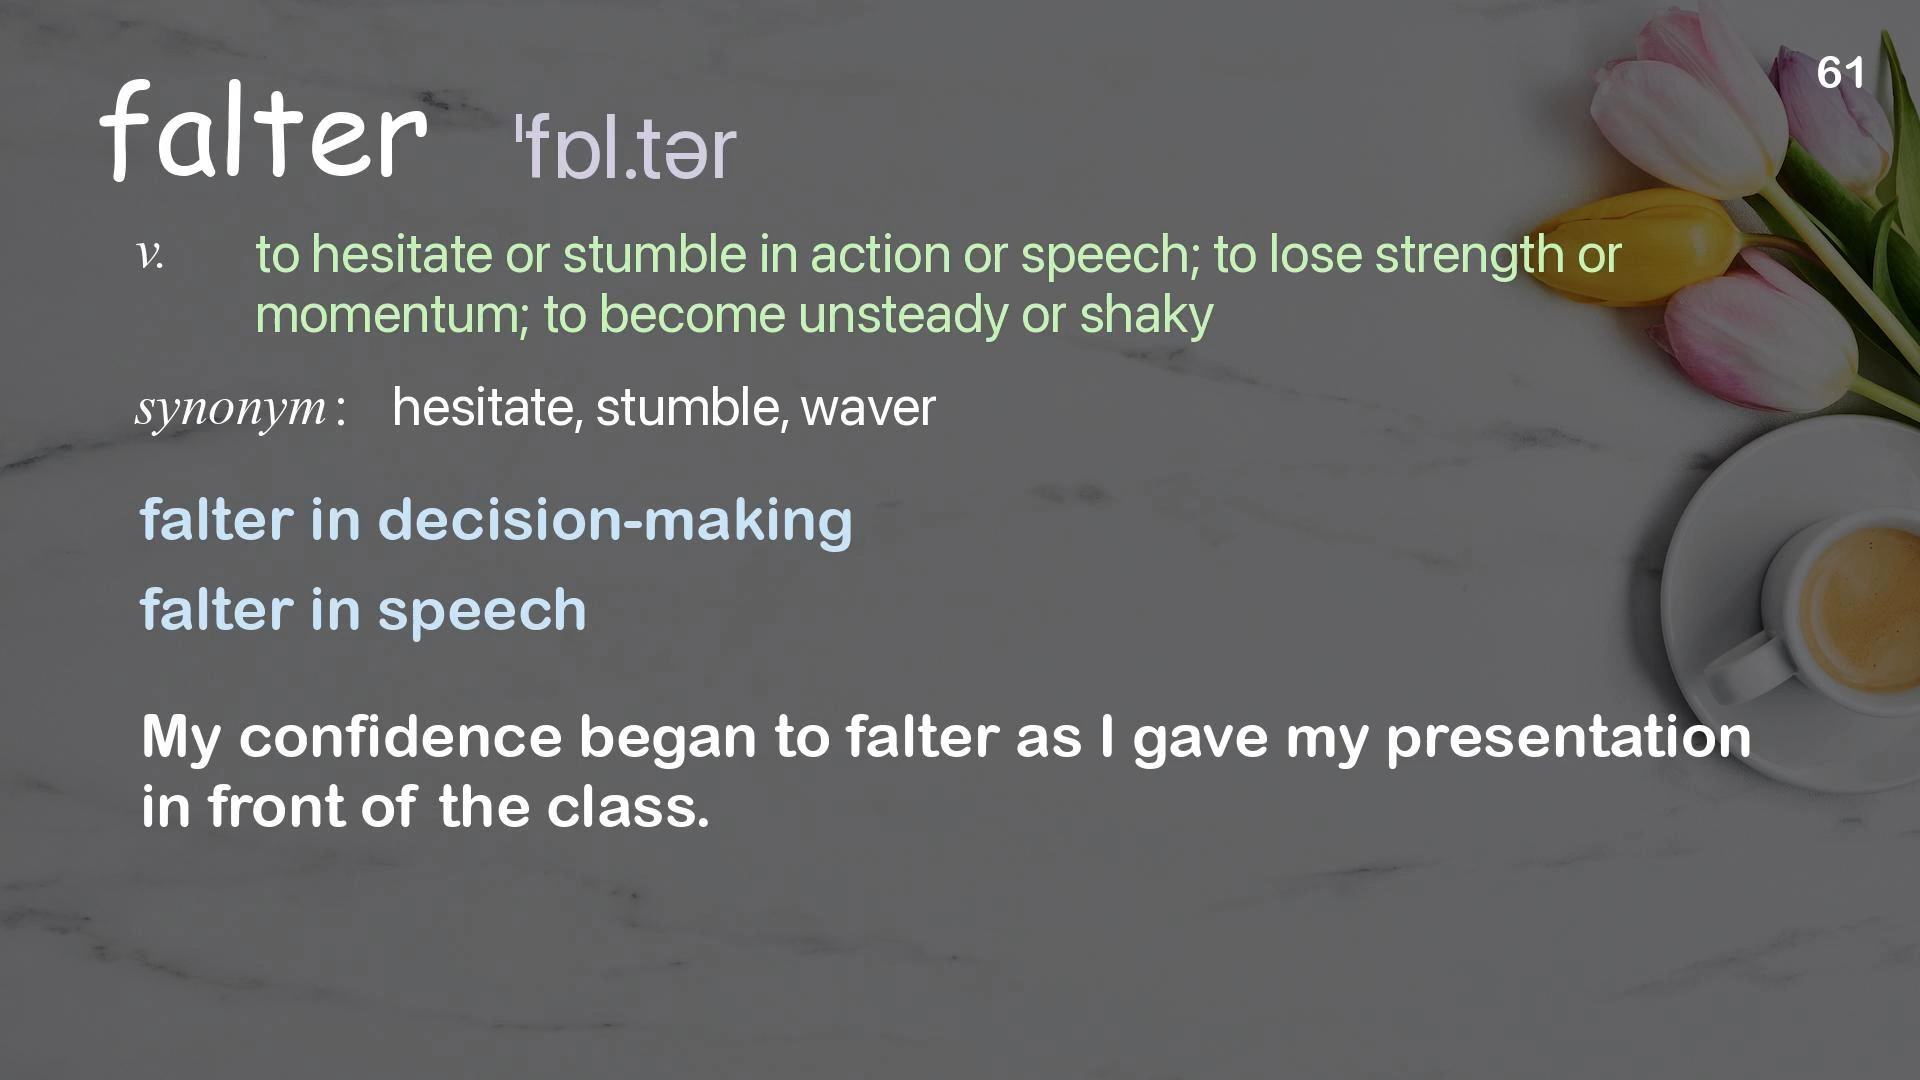 61
falter ˈfɒl.tər
v. to hesitate or stumble in action or speech; to lose strength or
momentum; to become unsteady or shaky
synonym: hesitate, stumble, waver
falter in decision-making
falter in speech
My confidence began to falter as I gave my presentation
in front of the class.